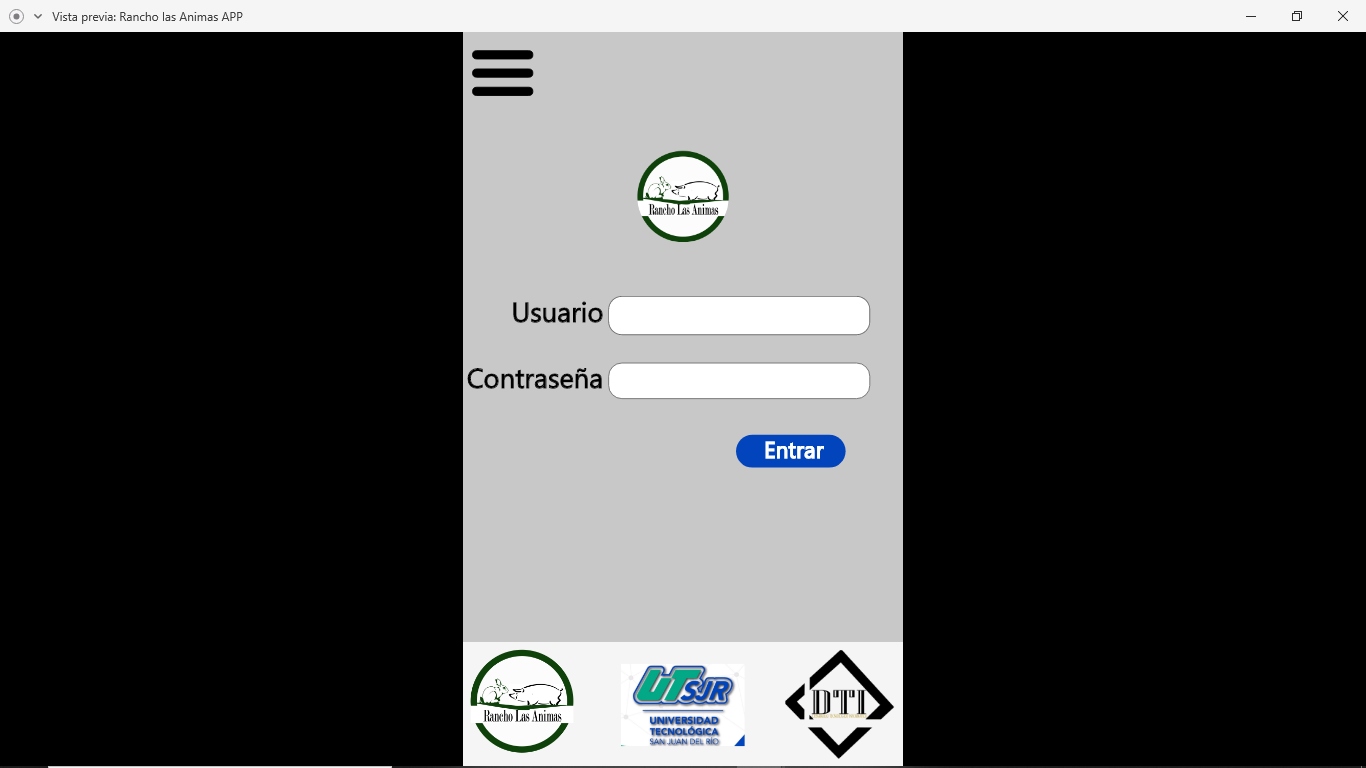 Vista previa: Rancho las Animas APP
Rancho Las Animas
Usuario
Contraseña
Entrar
Rancho Las Animas
UTSJR
UNIVERSIDAD
TECNOLÓGICA
SAN JUAN DEL RÍO
DTI